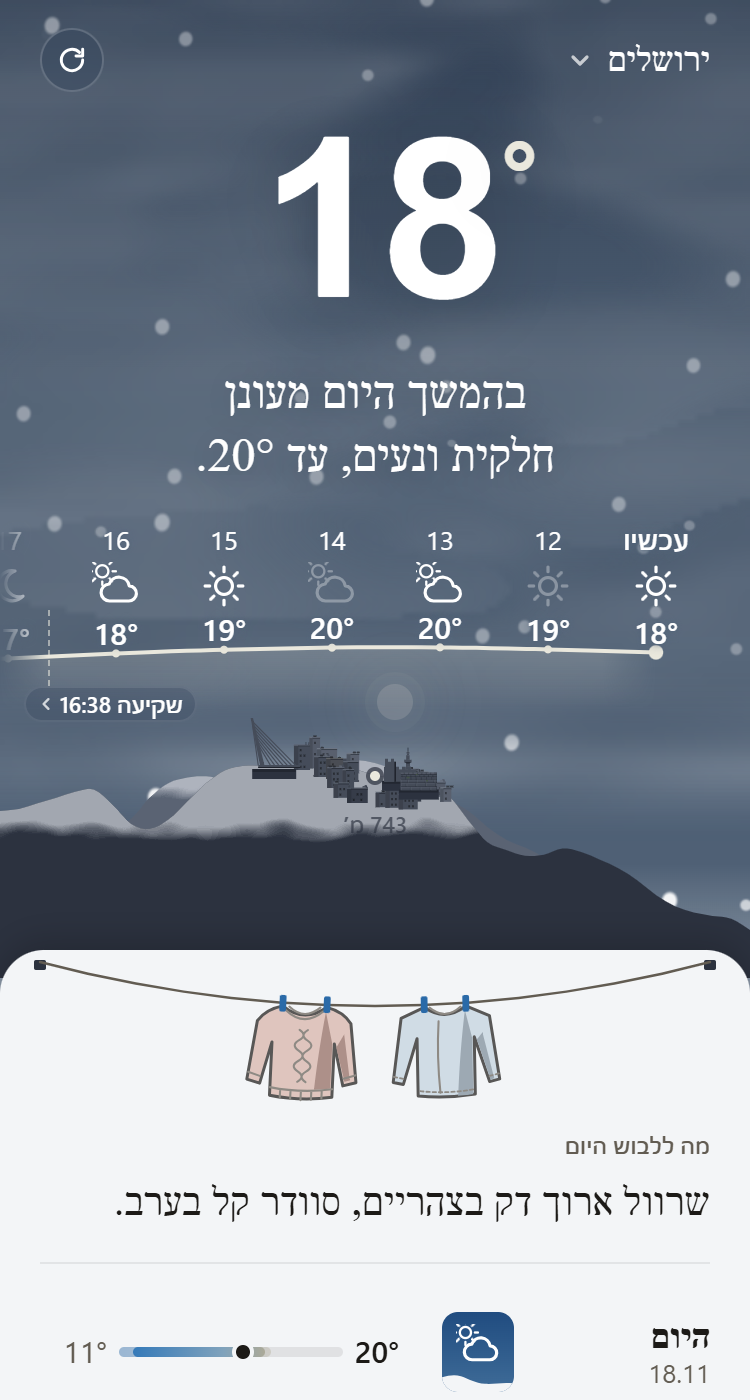 ירושלים
18°
בהמשך היום מעונן
חלקית ונעים, עד 20°.
עכשיו 12 13 14 15 16
18° 19° 20° 20° 19° 18°
שקיעה 16:38
743 מ׳
מה ללבוש היום
שרוול ארוך דק בצהריים, סוודר קל בערב.
היום
20° 11°
18.11